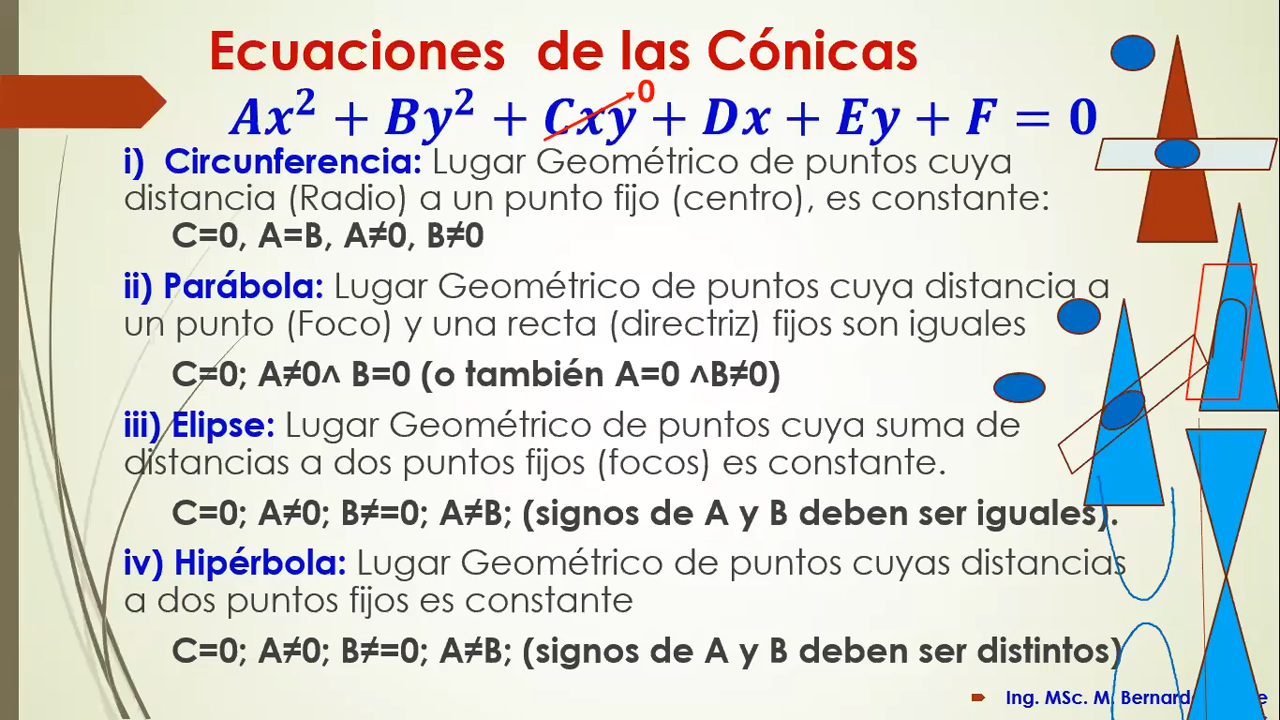 Ecuaciones de las Cónicas
Ax² + By² + Cxy + Dx + Ey + F = 0
0
i) Circunferencia: Lugar Geométrico de puntos cuya
distancia (Radio) a un punto fijo (centro), es constante:
C=0, A=B, A≠0, B≠0
ii) Parábola: Lugar Geométrico de puntos cuya distancia a
un punto (Foco) y una recta (directriz) fijos son iguales
C=0; A≠0˄ B=0 (o también A=0 ˄B≠0)
iii) Elipse: Lugar Geométrico de puntos cuya suma de
distancias a dos puntos fijos (focos) es constante.
C=0; A≠0; B≠=0; A≠B; (signos de A y B deben ser iguales).
iv) Hipérbola: Lugar Geométrico de puntos cuyas distancias
a dos puntos fijos es constante
C=0; A≠0; B≠=0; A≠B; (signos de A y B deben ser distintos)
Ing. MSc. M.